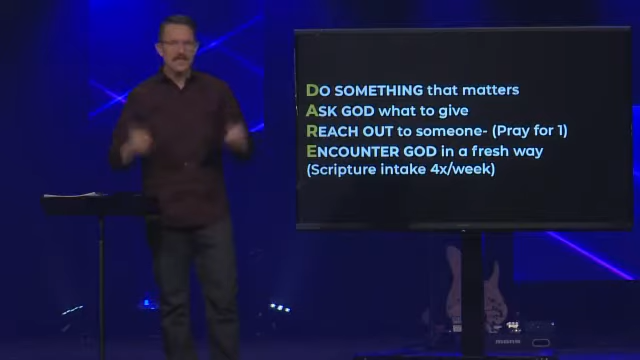 DO SOMETHING that matters
ASK GOD what to give
REACH OUT to someone- (Pray for 1)
ENCOUNTER GOD in a fresh way
(Scripture intake 4x/week)